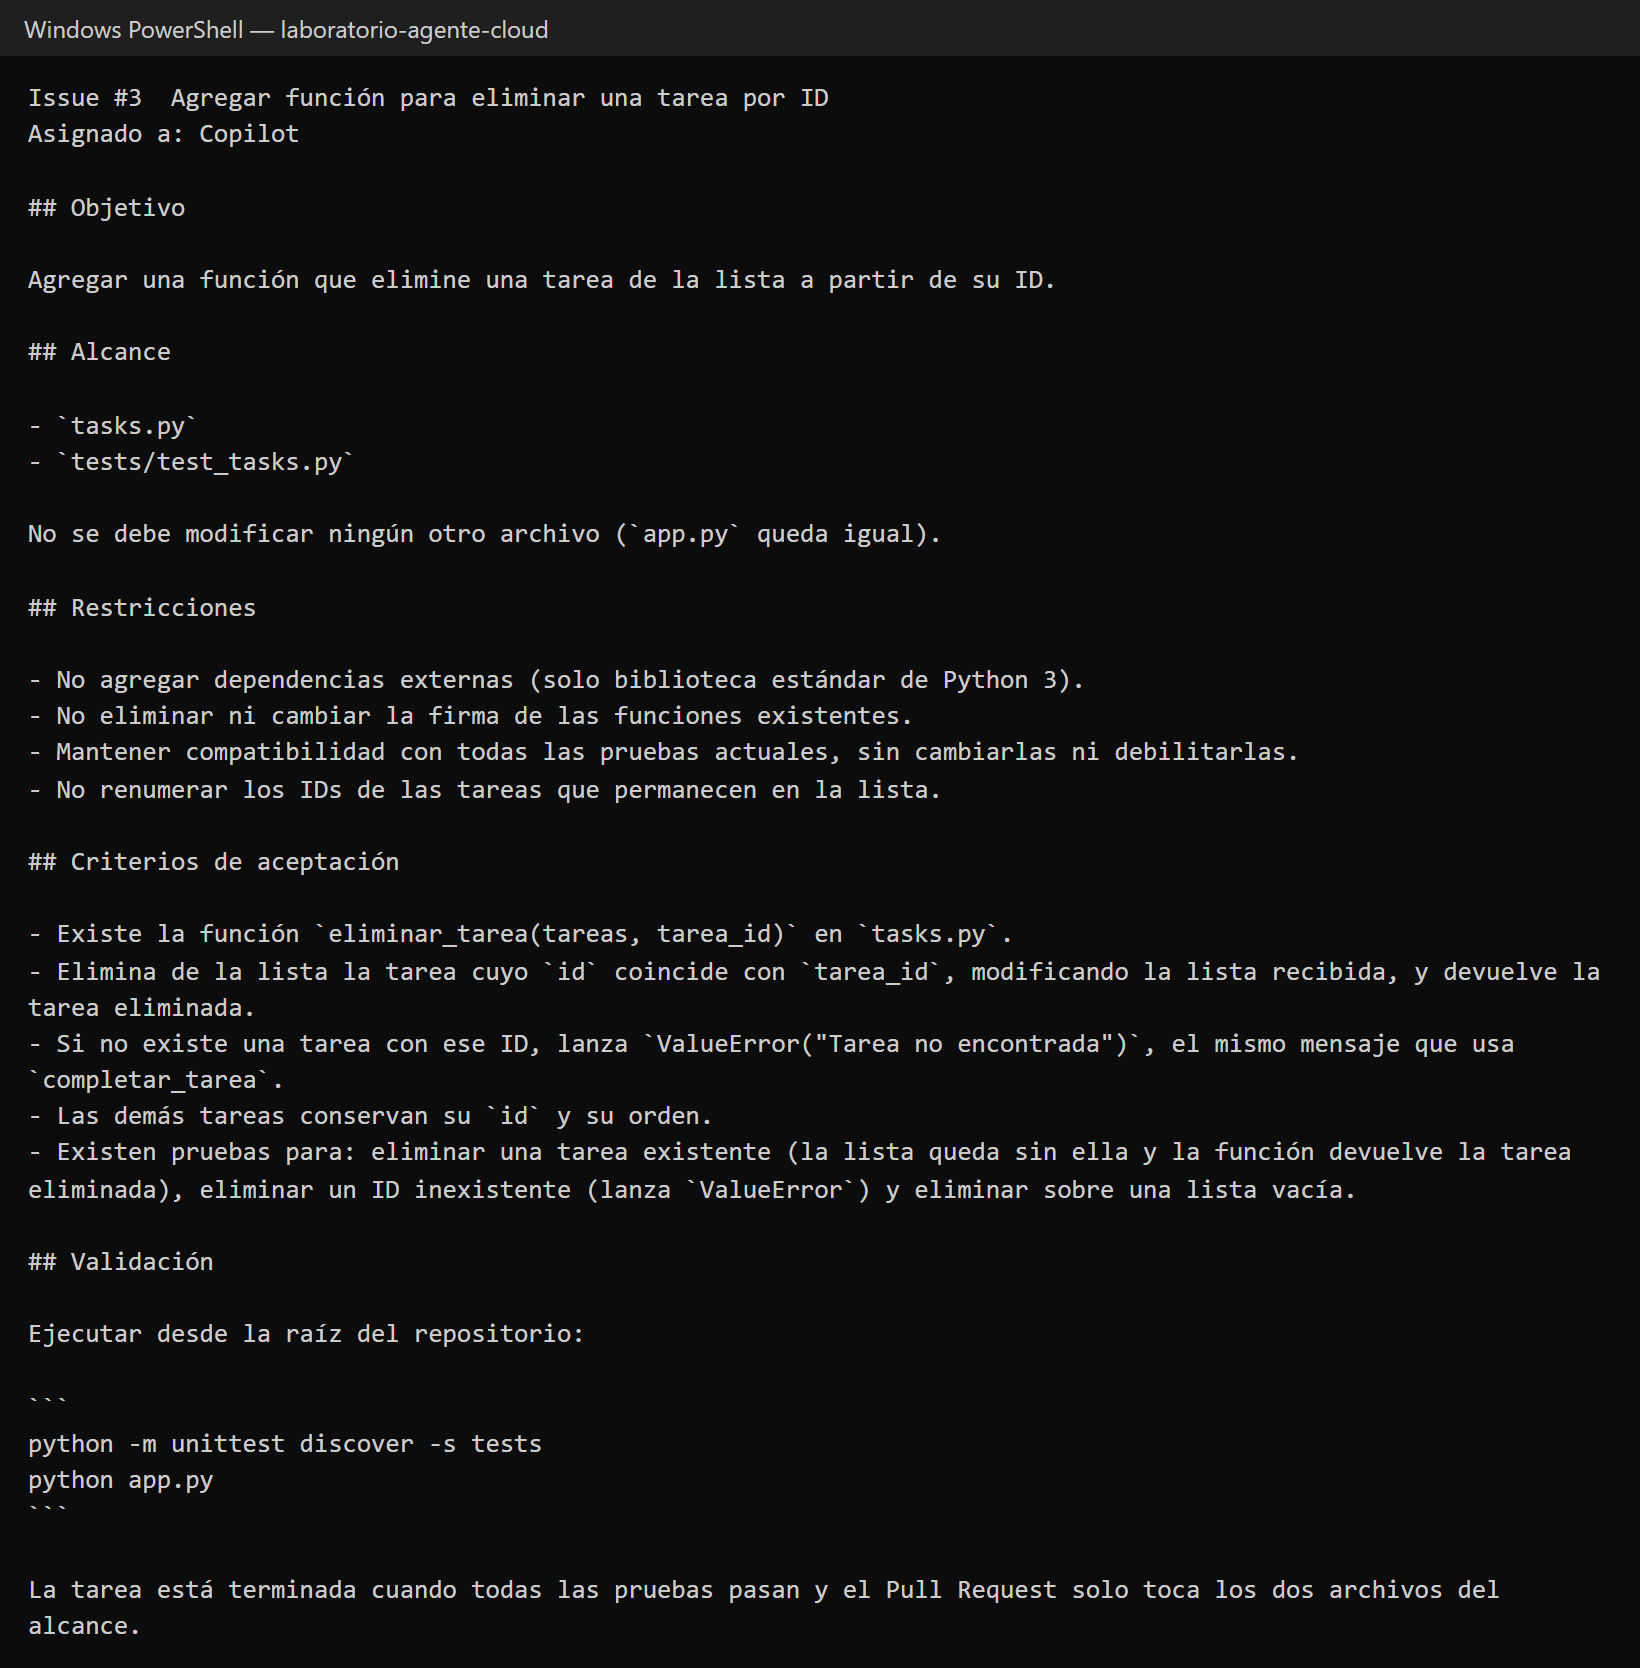 Windows PowerShell — laboratorio-agente-cloud
Issue #3  Agregar función para eliminar una tarea por ID
Asignado a: Copilot
## Objetivo
Agregar una función que elimine una tarea de la lista a partir de su ID.
## Alcance
- `tasks.py`
- `tests/test_tasks.py`
No se debe modificar ningún otro archivo (`app.py` queda igual).
## Restricciones
- No agregar dependencias externas (solo biblioteca estándar de Python 3).
- No eliminar ni cambiar la firma de las funciones existentes.
- Mantener compatibilidad con todas las pruebas actuales, sin cambiarlas ni debilitarlas.
- No renumerar los IDs de las tareas que permanecen en la lista.
## Criterios de aceptación
- Existe la función `eliminar_tarea(tareas, tarea_id)` en `tasks.py`.
- Elimina de la lista la tarea cuyo `id` coincide con `tarea_id`, modificando la lista recibida, y devuelve la
tarea eliminada.
- Si no existe una tarea con ese ID, lanza `ValueError("Tarea no encontrada")`, el mismo mensaje que usa
`completar_tarea`.
- Las demás tareas conservan su `id` y su orden.
- Existen pruebas para: eliminar una tarea existente (la lista queda sin ella y la función devuelve la tarea
eliminada), eliminar un ID inexistente (lanza `ValueError`) y eliminar sobre una lista vacía.
## Validación
Ejecutar desde la raíz del repositorio:
```
python -m unittest discover -s tests
python app.py
```
La tarea está terminada cuando todas las pruebas pasan y el Pull Request solo toca los dos archivos del
alcance.